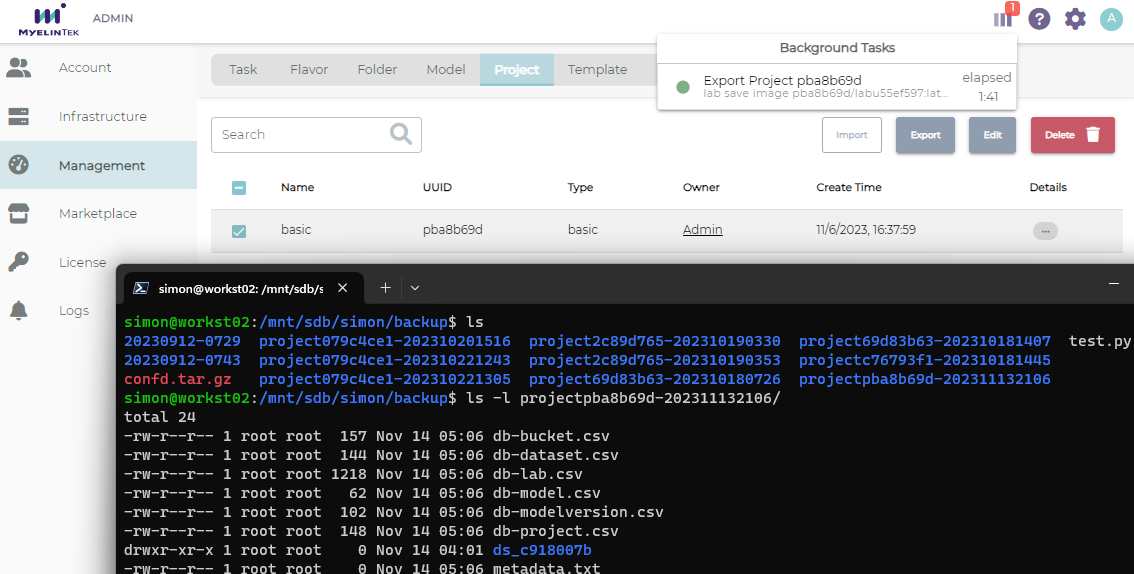 MYELINTEK
ADMIN
1
A
Background Tasks
Export Project pba8b69d
lab save image pba8b69d/labu55ef597:lat...
elapsed
1:41
Account
Infrastructure
Management
Marketplace
License
Logs
Task Flavor Folder Model Project Template
Search
Import Export Edit Delete
Name UUID Type Owner Create Time Details
basic pba8b69d basic Admin 11/6/2023, 16:37:59 ...
simon@workst02: /mnt/sdb/s
simon@workst02:/mnt/sdb/simon/backup$ ls
20230912-0729 project079c4ce1-202310201516 project2c89d765-202310190330 project69d83b63-202310181407 test.py
20230912-0743 project079c4ce1-202310221243 project2c89d765-202310190353 projectc76793f1-202310181445
confd.tar.gz project079c4ce1-202310221305 project69d83b63-202310180726 projectpba8b69d-202311132106
simon@workst02:/mnt/sdb/simon/backup$ ls -l projectpba8b69d-202311132106/
total 24
-rw-r--r-- 1 root root 157 Nov 14 05:06 db-bucket.csv
-rw-r--r-- 1 root root 144 Nov 14 05:06 db-dataset.csv
-rw-r--r-- 1 root root 1218 Nov 14 05:06 db-lab.csv
-rw-r--r-- 1 root root 62 Nov 14 05:06 db-model.csv
-rw-r--r-- 1 root root 102 Nov 14 05:06 db-modelversion.csv
-rw-r--r-- 1 root root 148 Nov 14 05:06 db-project.csv
drwxr-xr-x 1 root root 0 Nov 14 04:01 ds_c918007b
-rw-r--r-- 1 root root 0 Nov 14 05:06 metadata.txt